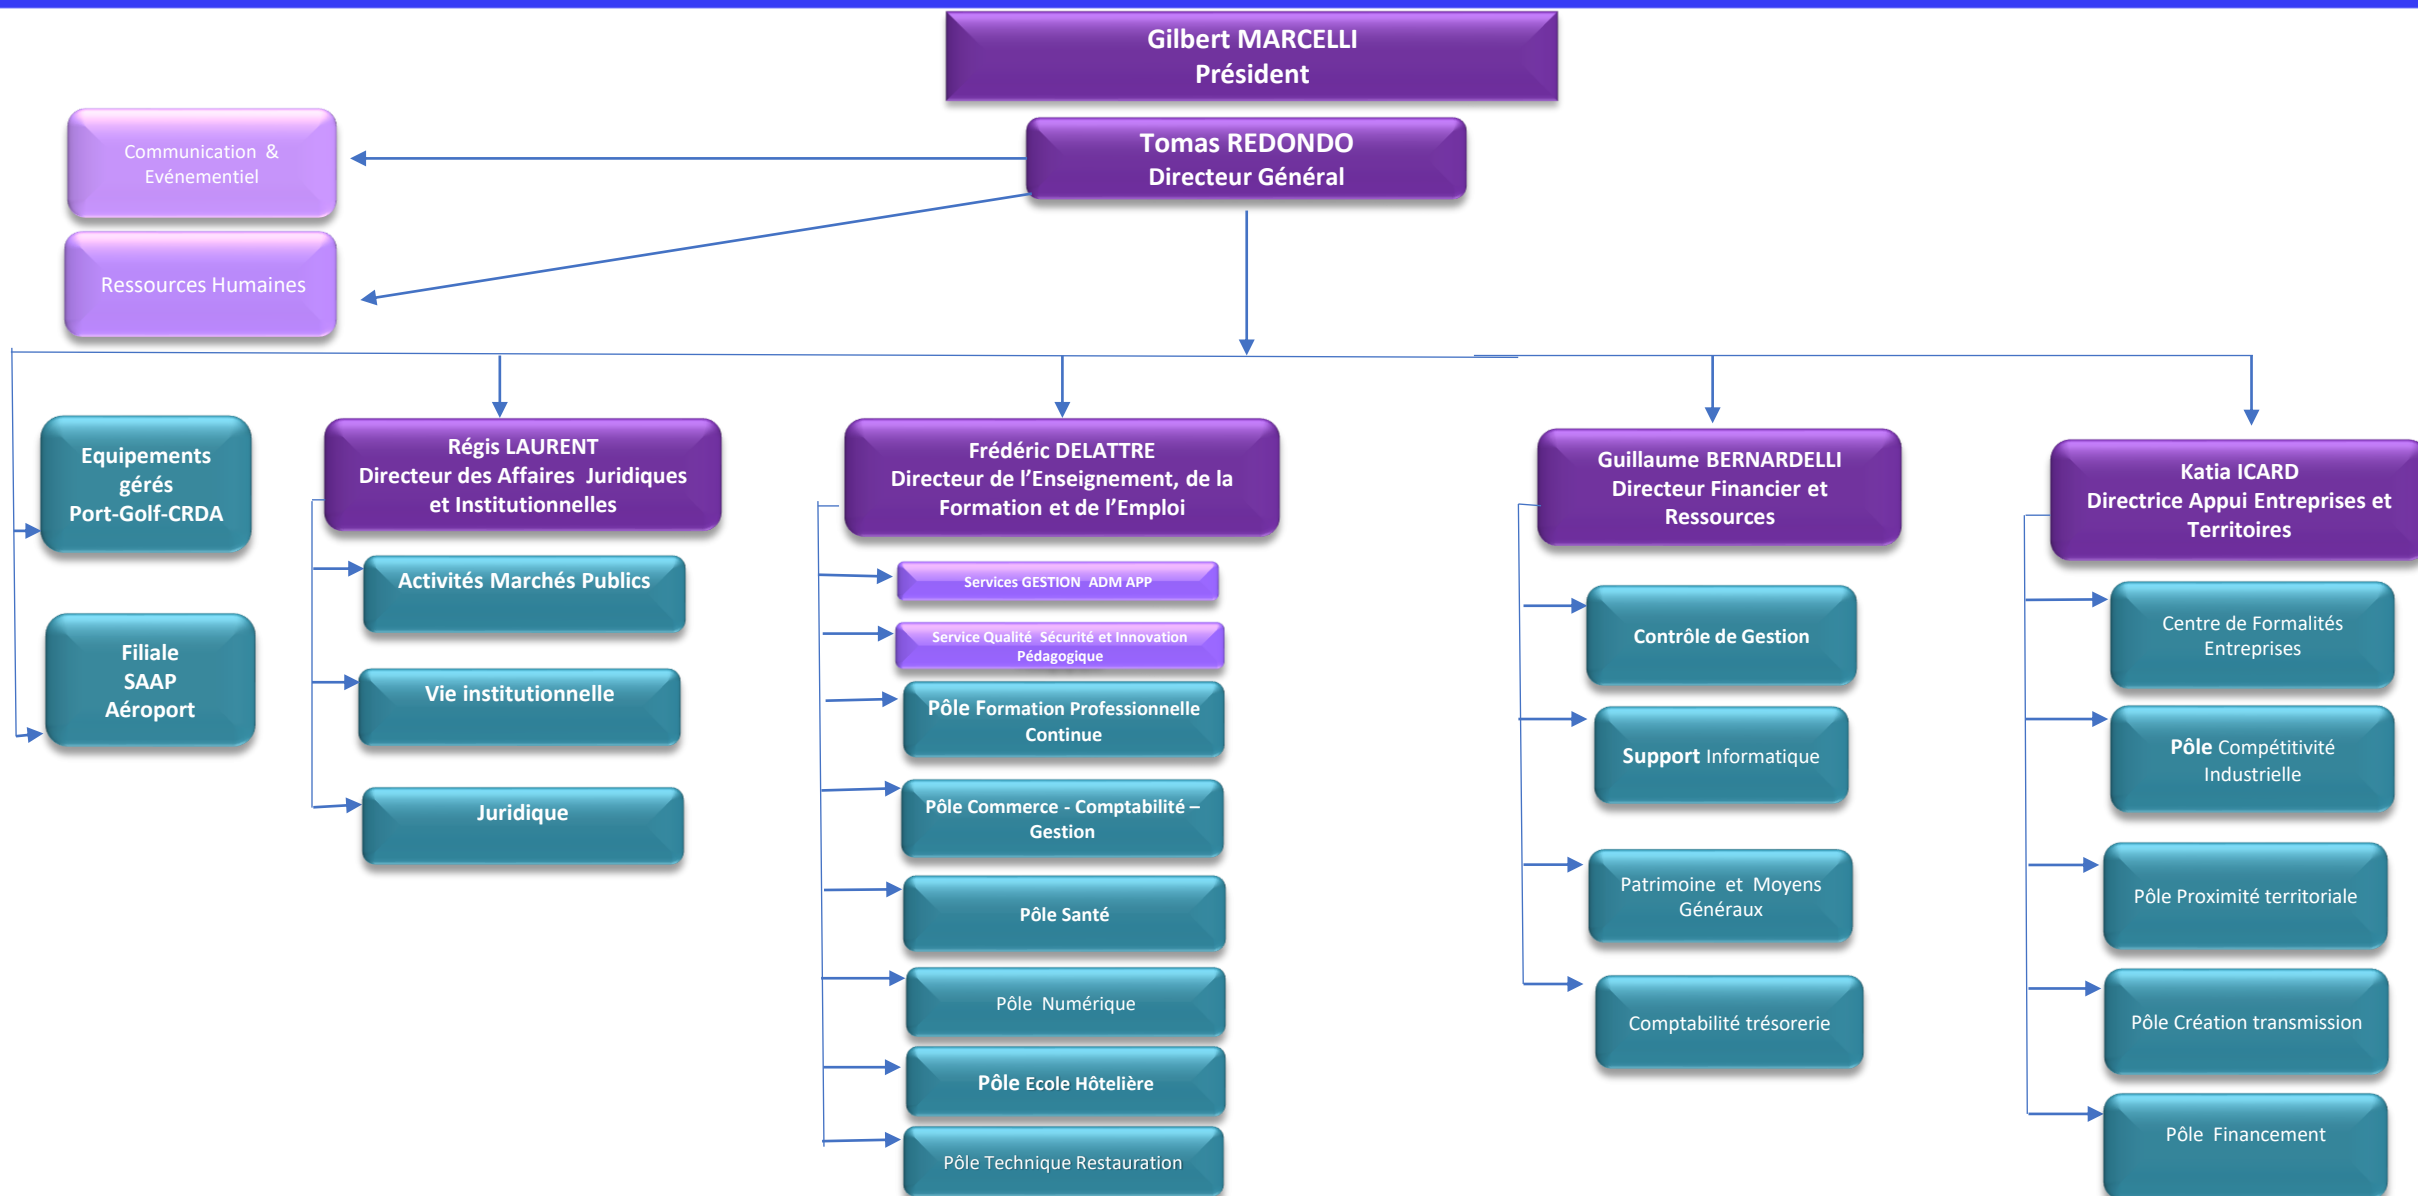 Gilbert MARCELLI
Président
Tomas REDONDO
Directeur Général
Communication &
Evénementiel
Ressources Humaines
Equipements
gérés
Port-Golf-CRDA
Filiale
SAAP
Aéroport
Régis LAURENT
Directeur des Affaires Juridiques
et Institutionnelles
Activités Marchés Publics
Vie institutionnelle
Juridique
Frédéric DELATTRE
Directeur de l’Enseignement, de la
Formation et de l’Emploi
Services GESTION ADM APP
Service Qualité Sécurité et Innovation
Pédagogique
Pôle Formation Professionnelle
Continue
Pôle Commerce - Comptabilité –
Gestion
Pôle Santé
Pôle Numérique
Pôle Ecole Hôtelière
Pôle Technique Restauration
Guillaume BERNARDELLI
Directeur Financier et
Ressources
Contrôle de Gestion
Support Informatique
Patrimoine et Moyens
Généraux
Comptabilité trésorerie
Katia ICARD
Directrice Appui Entreprises et
Territoires
Centre de Formalités
Entreprises
Pôle Compétitivité
Industrielle
Pôle Proximité territoriale
Pôle Création transmission
Pôle Financement